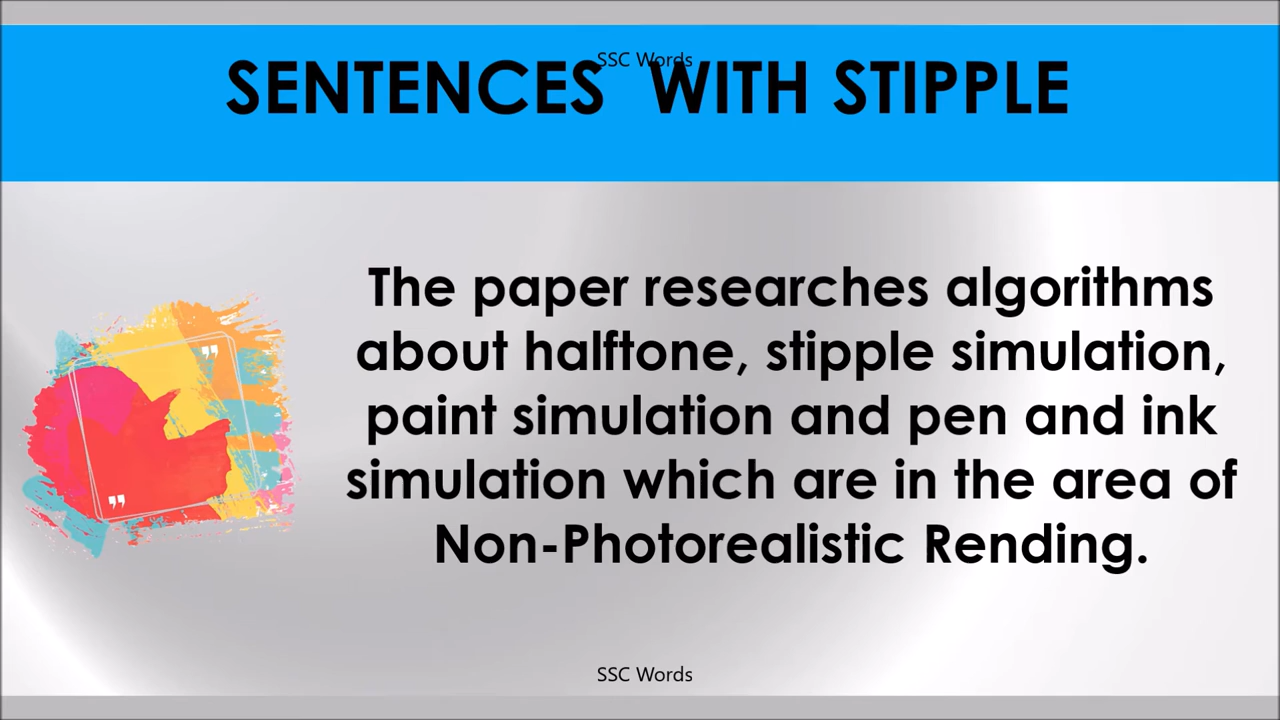 SSC Words
SENTENCES WITH STIPPLE
The paper researches algorithms
about halftone, stipple simulation,
paint simulation and pen and ink
simulation which are in the area of
Non-Photorealistic Rending.
SSC Words